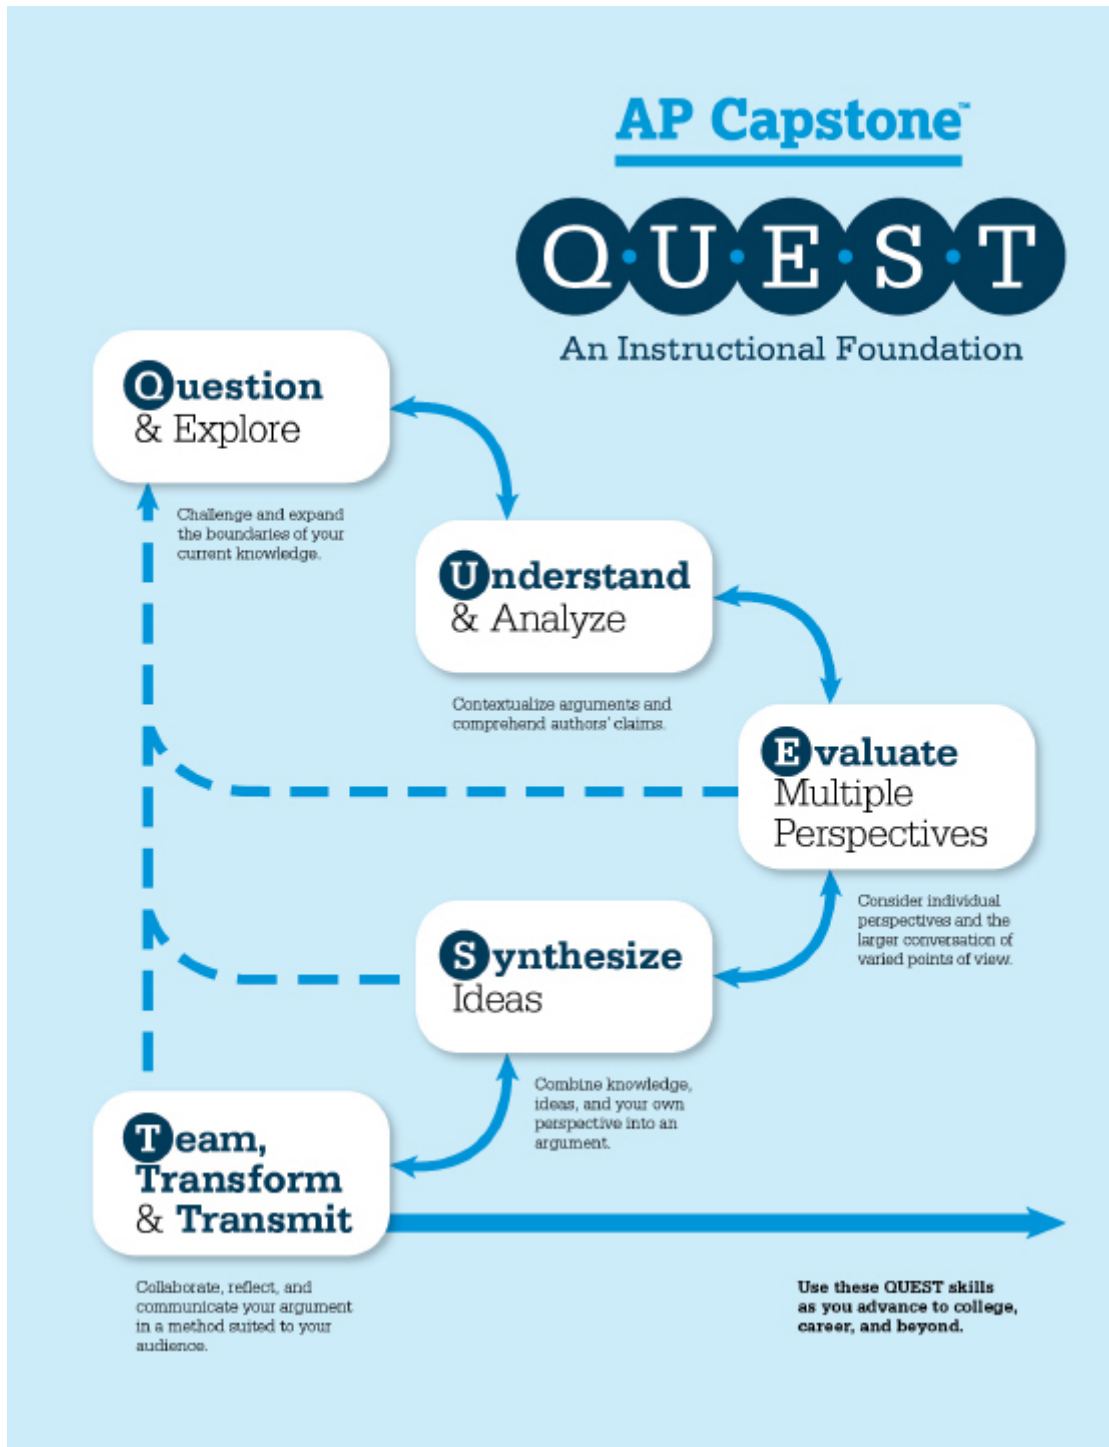 AP Capstone™
Q·U·E·S·T
An Instructional Foundation
Question
& Explore
Challenge and expand
the boundaries of your
current knowledge.
Understand
& Analyze
Contextualize arguments and
comprehend authors' claims.
Evaluate
Multiple
Perspectives
Consider individual
perspectives and the
larger conversation of
varied points of view.
Synthesize
Ideas
Combine knowledge,
ideas, and your own
perspective into an
argument.
Team,
Transform
& Transmit
Collaborate, reflect, and
communicate your argument
in a method suited to your
audience.
Use these QUEST skills
as you advance to college,
career, and beyond.